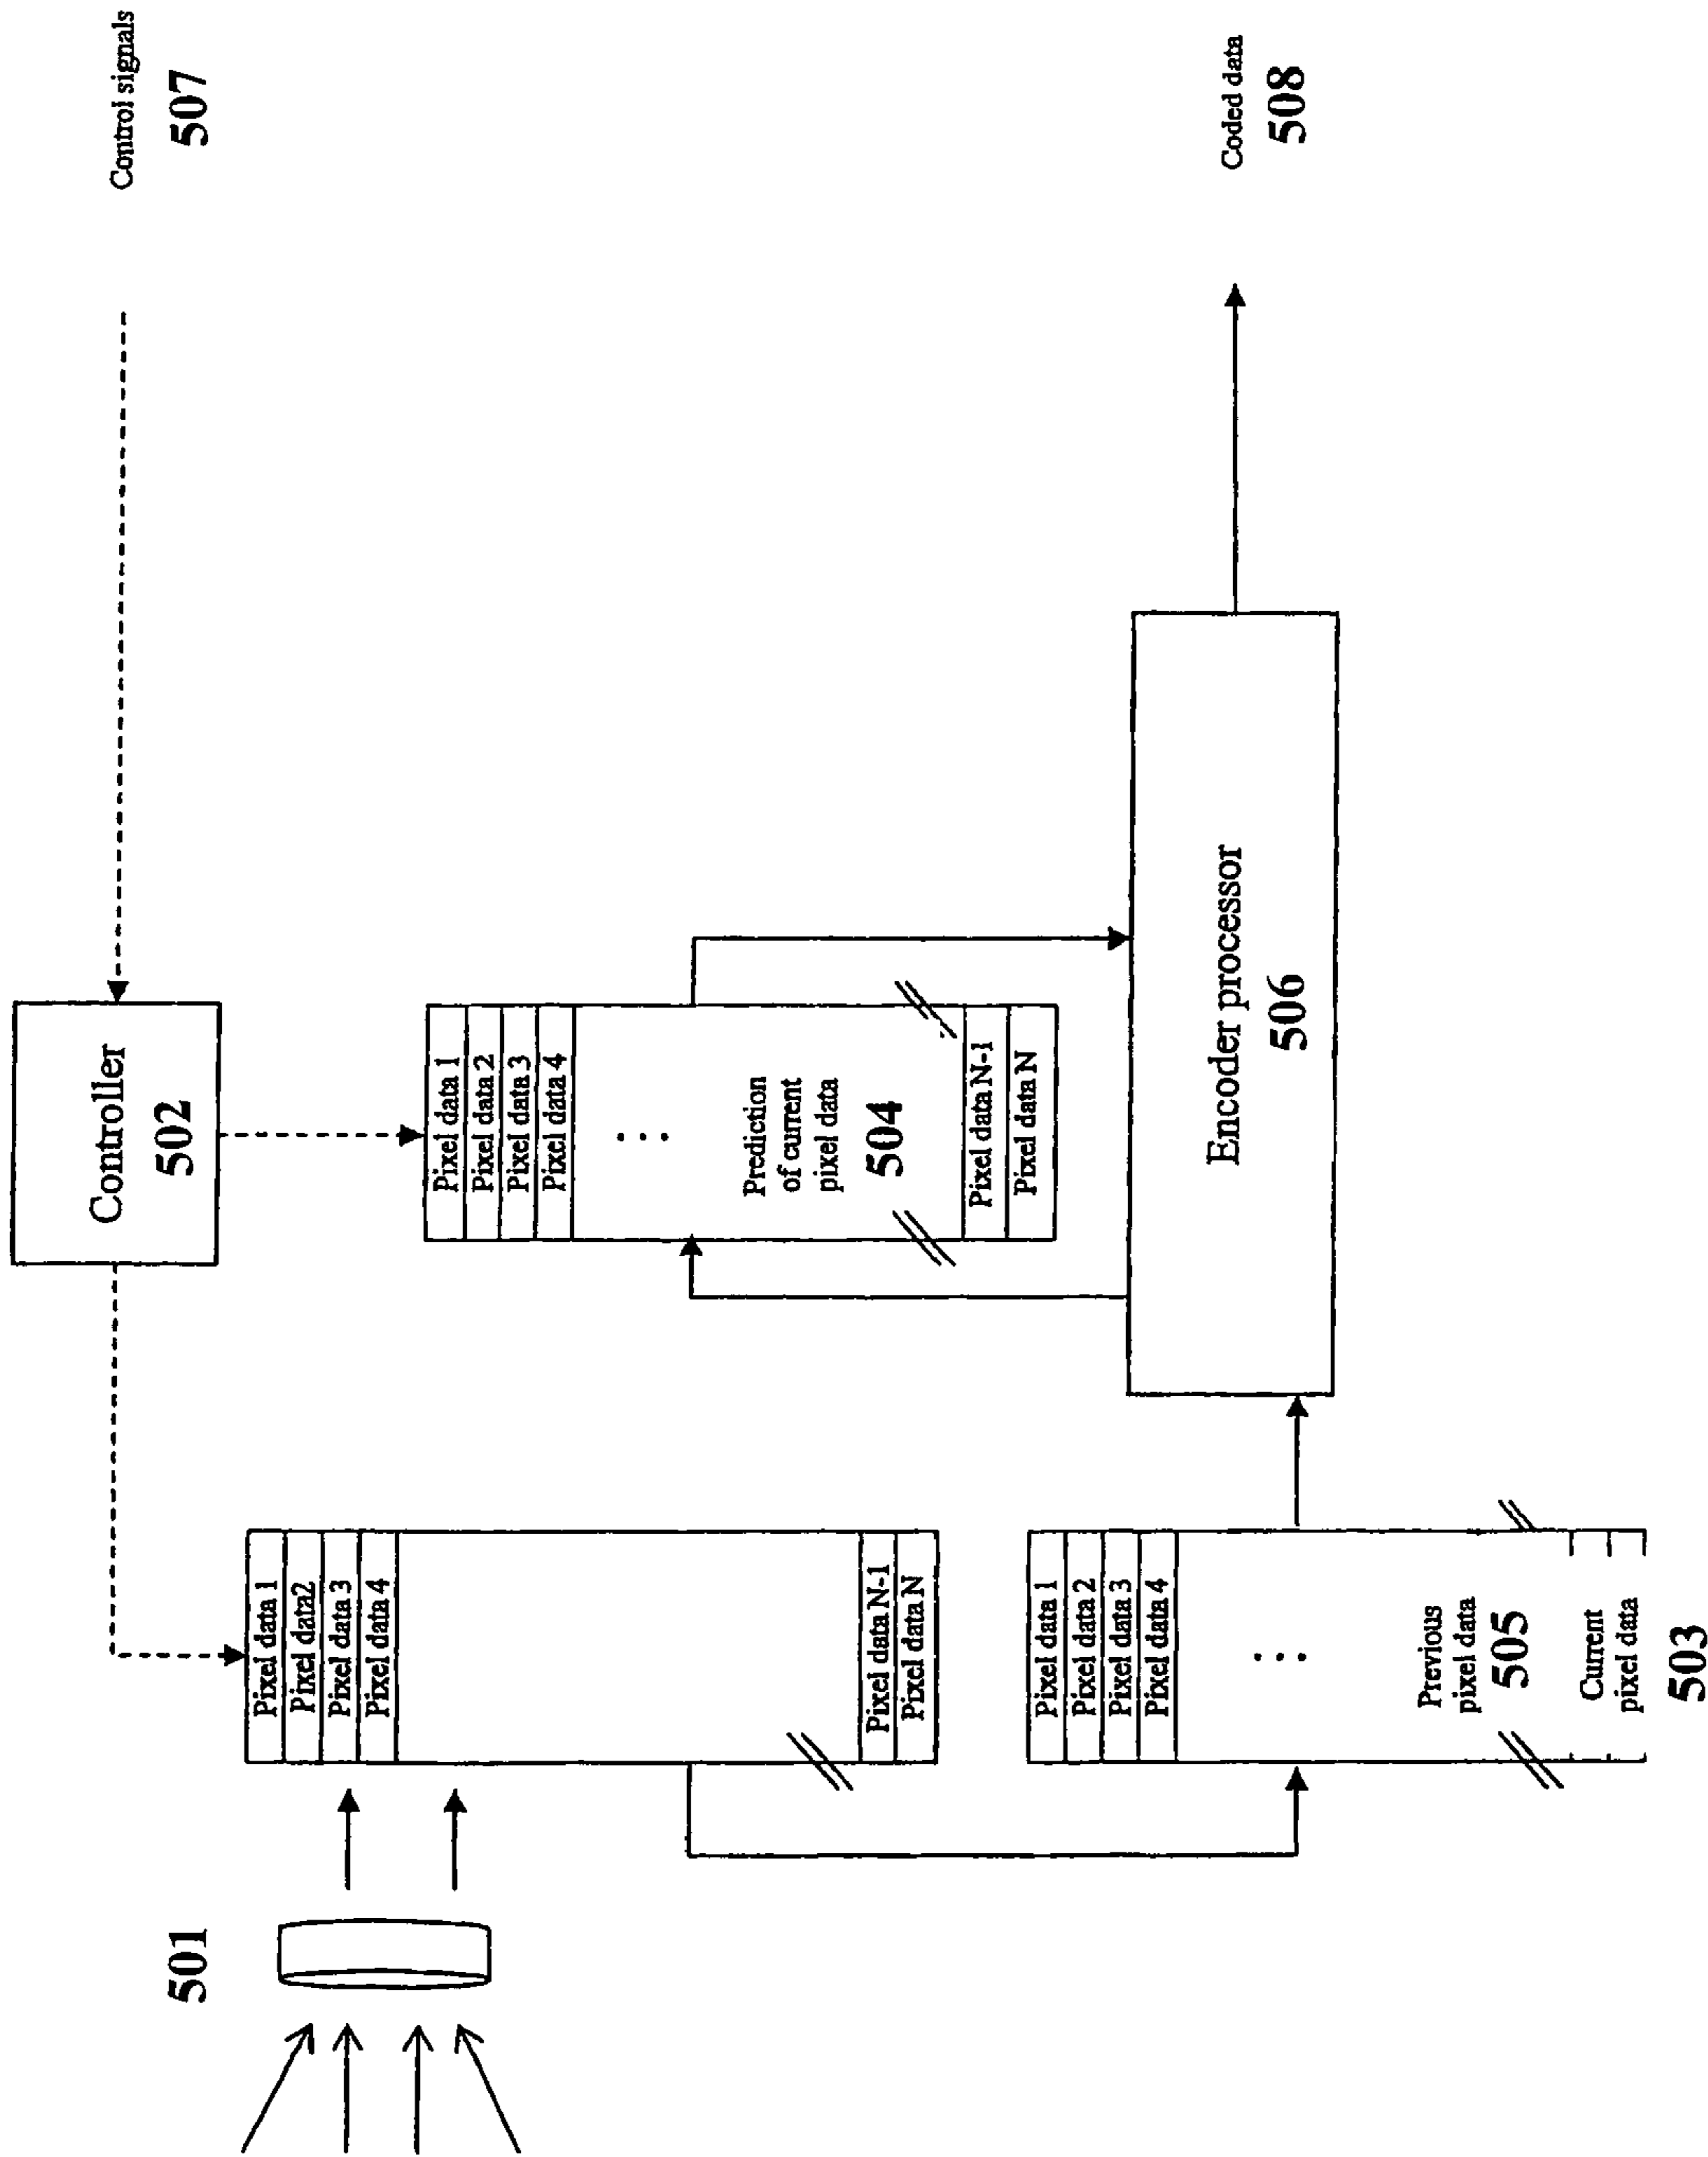 Control signals
507
Controller
502
Pixel data 1
Pixel data 2
Pixel data 3
Pixel data 4
...
Prediction
of current
pixel data
504
Pixel data N-1
Pixel data N
501
Pixel data 1
Pixel data2
Pixel data 3
Pixel data 4
Pixel data N-1
Pixel data N
Pixel data 1
Pixel data 2
Pixel data 3
Pixel data 4
...
Previous
pixel data
505
Current
pixel data
503
Encoder processor
506
Coded data
508